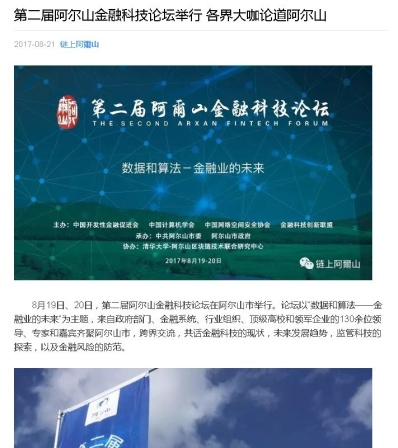 第二届阿尔山金融科技论坛举行 各界大咖论道阿尔山
2017-08-21 链上阿爾山
第二届阿爾山金融科技论坛
THE SECOND ARXAN FINTECH FORUM
数据和算法－金融业的未来
主办：中国开发性金融促进会 中国计算机学会 中国网络空间安全协会 金融科技创新联盟
承办：中共阿尔山市委 阿尔山市政府
协办：清华大学-阿尔山区块链技术联合研究中心
2017年8月19日-20日
链上阿爾山
8月19日、20日，第二届阿尔山金融科技论坛在阿尔山市举行。论坛以“数据和算法——金
融业的未来”为主题，来自政府部门、金融系统、行业组织、顶级高校和领军企业的130余位领
导、专家和嘉宾齐聚阿尔山市，跨界交流，共话金融科技的现状，未来发展趋势，监管科技的
探索，以及金融风险的防范。
第二届